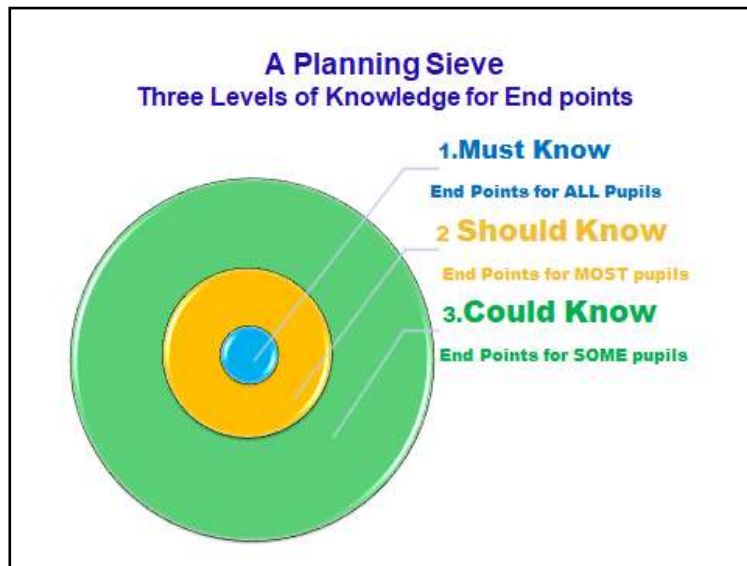 A Planning Sieve
Three Levels of Knowledge for End points
1.Must Know
End Points for ALL Pupils
2 Should Know
End Points for MOST pupils
3.Could Know
End Points for SOME pupils